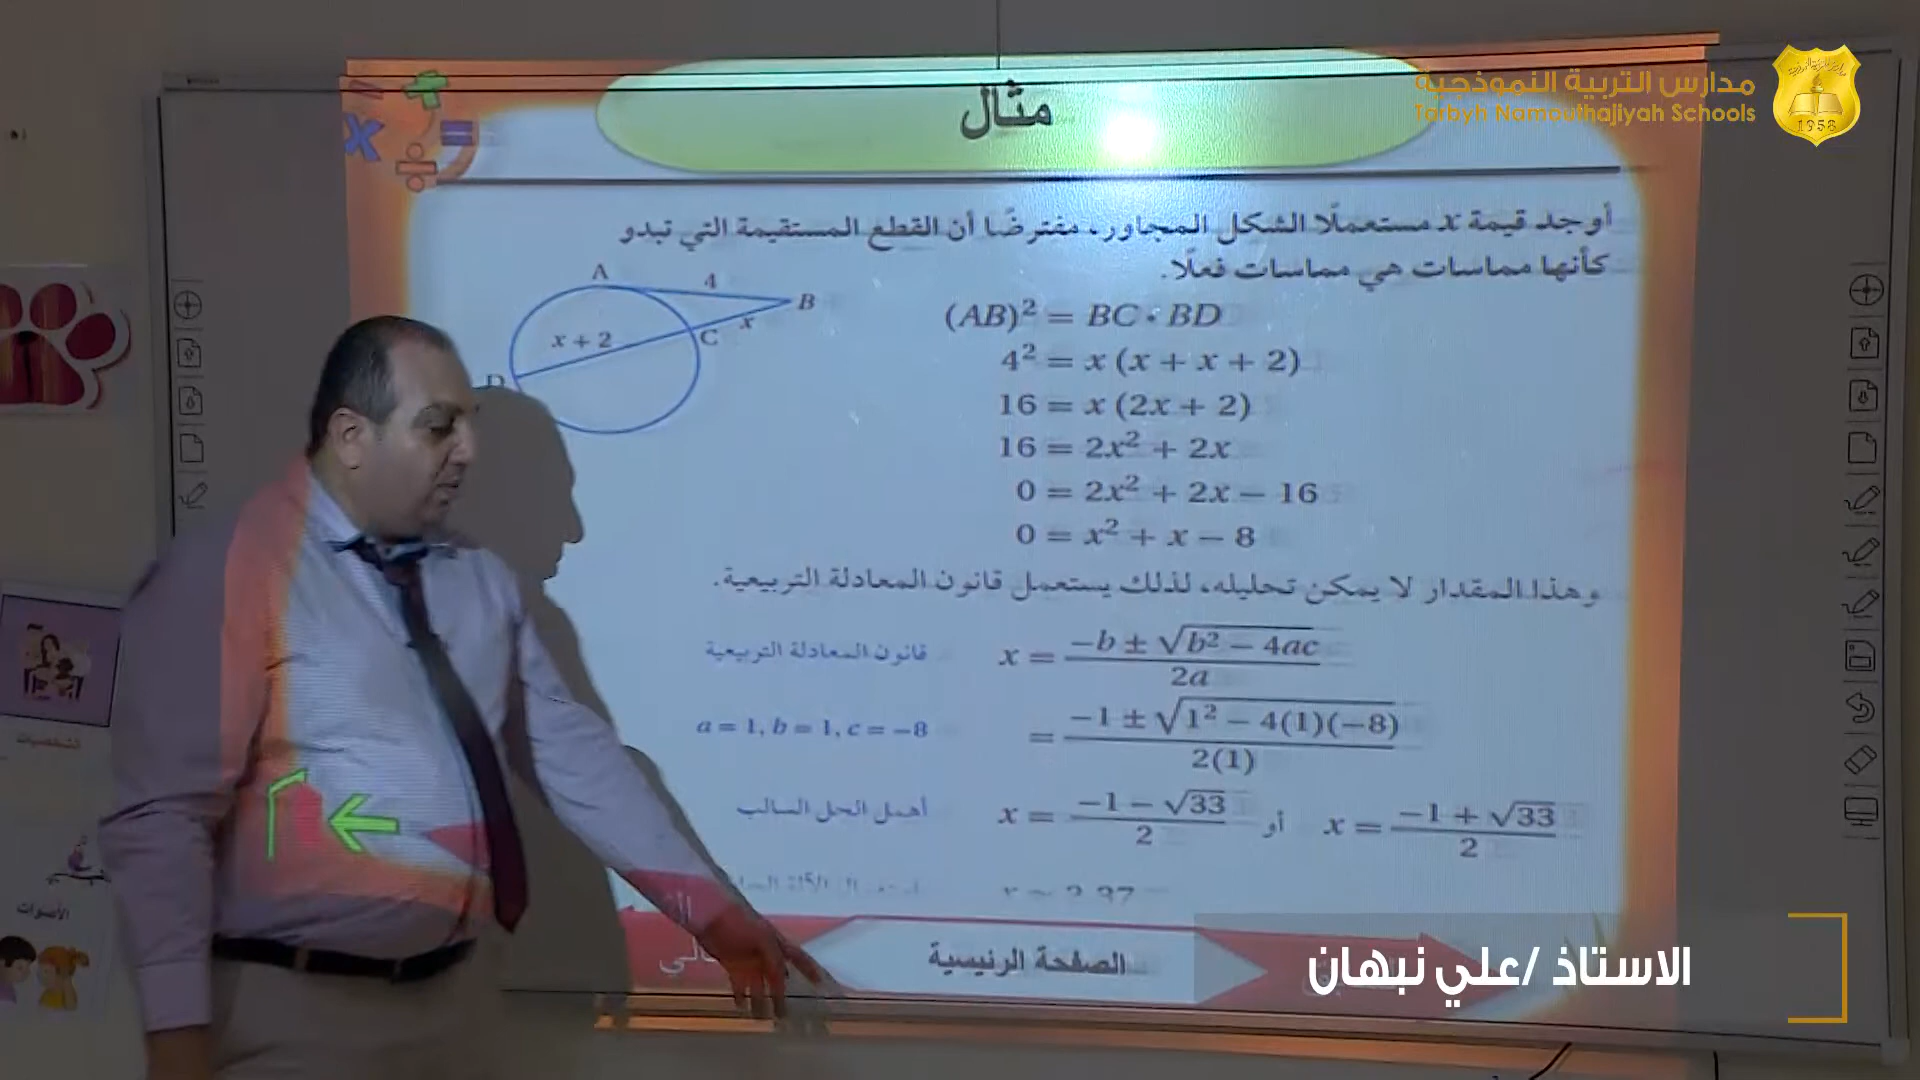 مدارس التربية النموذجية
Tarbyh Namouthajiyah Schools
1958
مثال
أوجد قيمة x مستعملًا الشكل المجاور، مفترضًا أن القطع المستقيمة التي تبدو
كأنها مماسات هي مماسات فعلًا.
A
4
B
x
C
x + 2
D
(AB)² = BC • BD
4² = x (x + x + 2)
16 = x (2x + 2)
16 = 2x² + 2x
0 = 2x² + 2x − 16
0 = x² + x − 8
وهذا المقدار لا يمكن تحليله، لذلك يستعمل قانون المعادلة التربيعية.
قانون المعادلة التربيعية x = (−b ± √(b² − 4ac)) / 2a
a = 1, b = 1, c = −8 = (−1 ± √(1² − 4(1)(−8))) / 2(1)
أهمل الحل السالب x = (−1 − √33) / 2 أو x = (−1 + √33) / 2
الصفحة الرئيسية
الاستاذ /علي نبهان
الشخصيات
الأصوات